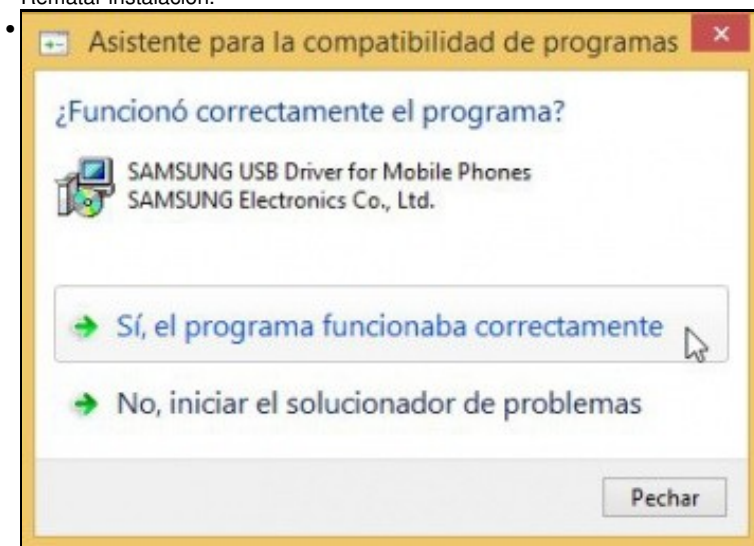 Rematar instalación.
Asistente para la compatibilidad de programas
¿Funcionó correctamente el programa?
SAMSUNG USB Driver for Mobile Phones
SAMSUNG Electronics Co., Ltd.
Sí, el programa funcionaba correctamente
No, iniciar el solucionador de problemas
Pechar